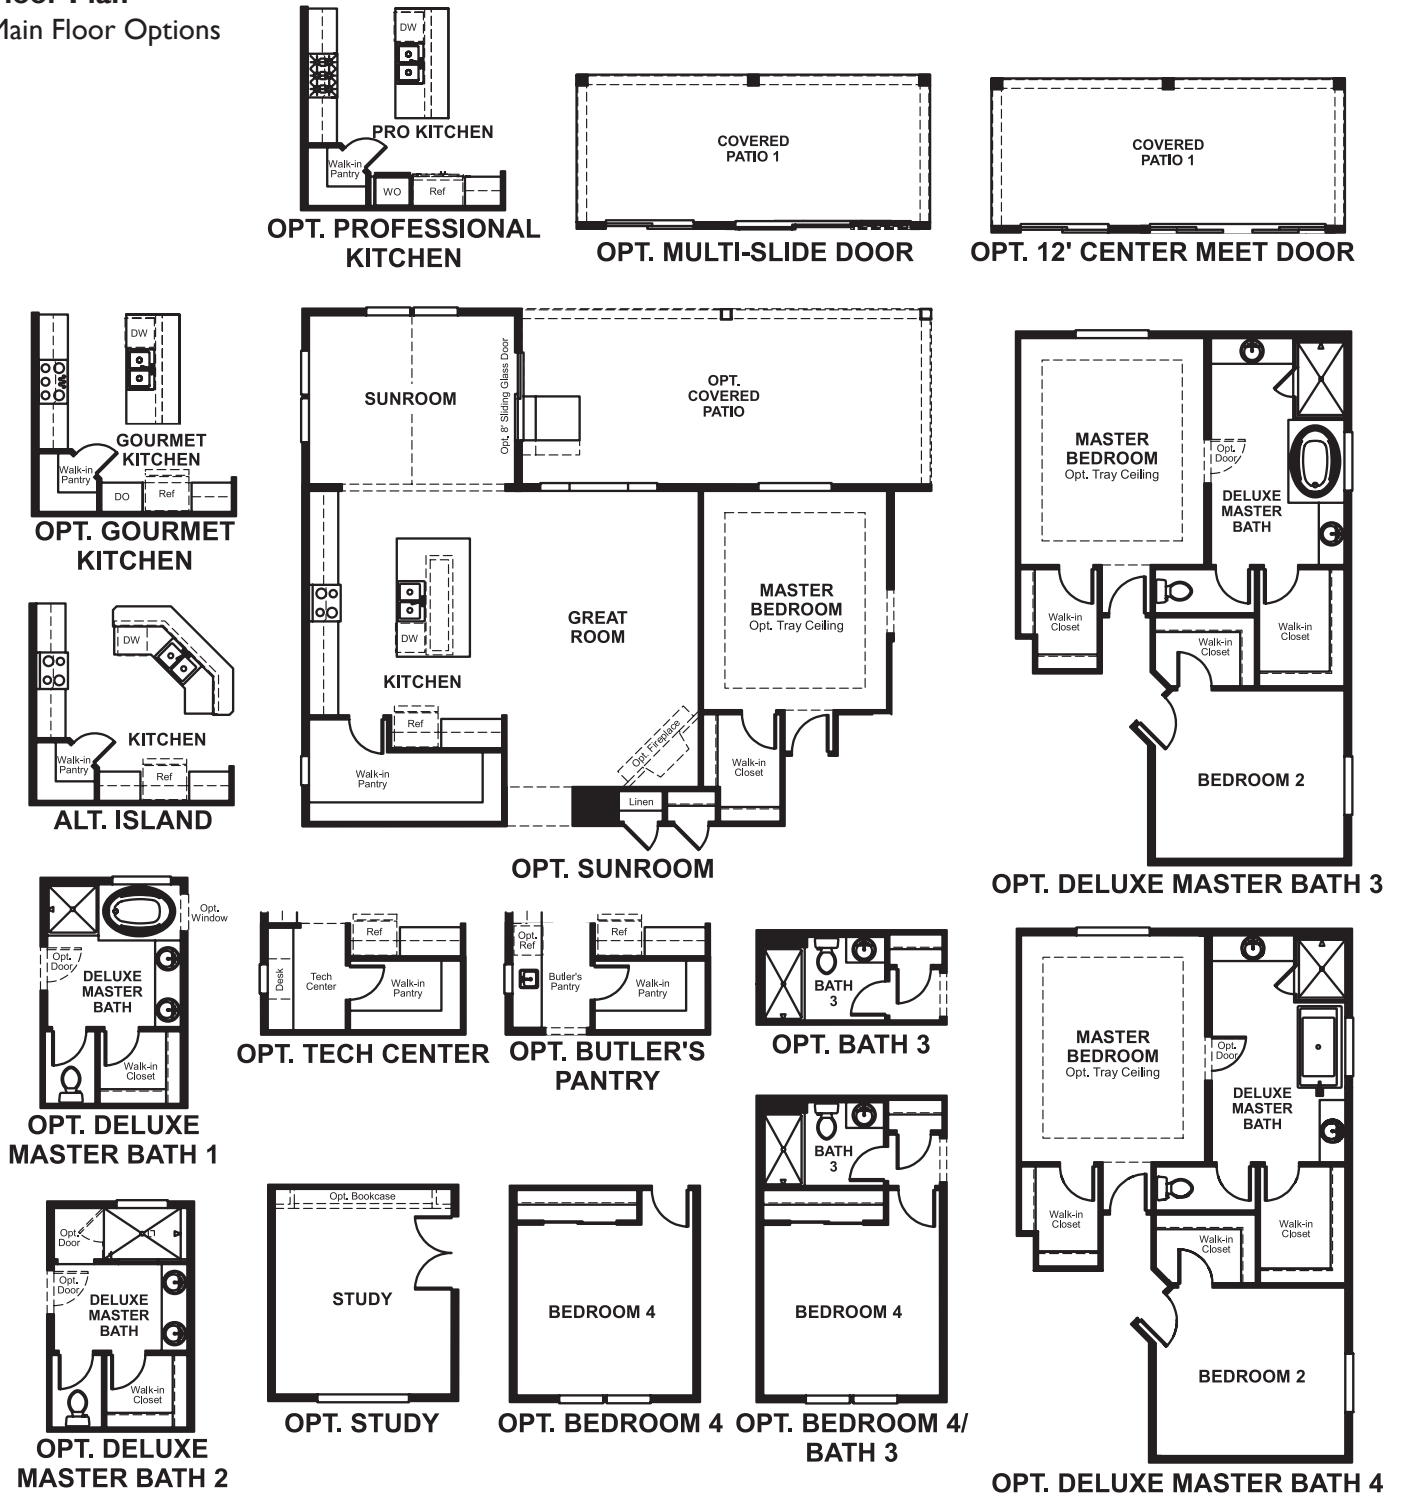 Floor Plan
Main Floor Options
DW
PRO KITCHEN
Walk-in
Pantry
WO
Ref
OPT. PROFESSIONAL
KITCHEN
COVERED
PATIO 1
OPT. MULTI-SLIDE DOOR
COVERED
PATIO 1
OPT. 12' CENTER MEET DOOR
DW
GOURMET
KITCHEN
Walk-in
Pantry
DO
Ref
OPT. GOURMET
KITCHEN
DW
KITCHEN
Walk-in
Pantry
Ref
ALT. ISLAND
SUNROOM
Opt. 8' Sliding Glass Door
OPT.
COVERED
PATIO
DW
KITCHEN
GREAT
ROOM
MASTER
BEDROOM
Opt. Tray Ceiling
Ref
Walk-in
Pantry
Opt. Fireplace
Linen
Walk-in
Closet
OPT. SUNROOM
MASTER
BEDROOM
Opt. Tray Ceiling
Opt.
Door
DELUXE
MASTER
BATH
Walk-in
Closet
Walk-in
Closet
Walk-in
Closet
BEDROOM 2
OPT. DELUXE MASTER BATH 3
Opt.
Window
Opt.
Door
DELUXE
MASTER
BATH
Walk-in
Closet
OPT. DELUXE
MASTER BATH 1
Desk
Tech
Center
Ref
Walk-in
Pantry
OPT. TECH CENTER
Opt.
Ref
Butler's
Pantry
Ref
Walk-in
Pantry
OPT. BUTLER'S
PANTRY
BATH
3
OPT. BATH 3
MASTER
BEDROOM
Opt. Tray Ceiling
Opt.
Door
DELUXE
MASTER
BATH
Walk-in
Closet
Walk-in
Closet
Walk-in
Closet
BEDROOM 2
OPT. DELUXE MASTER BATH 4
Opt.
Door
Opt.
Door
DELUXE
MASTER
BATH
Walk-in
Closet
OPT. DELUXE
MASTER BATH 2
Opt. Bookcase
STUDY
OPT. STUDY
BEDROOM 4
OPT. BEDROOM 4
BATH
3
BEDROOM 4
OPT. BEDROOM 4/
BATH 3